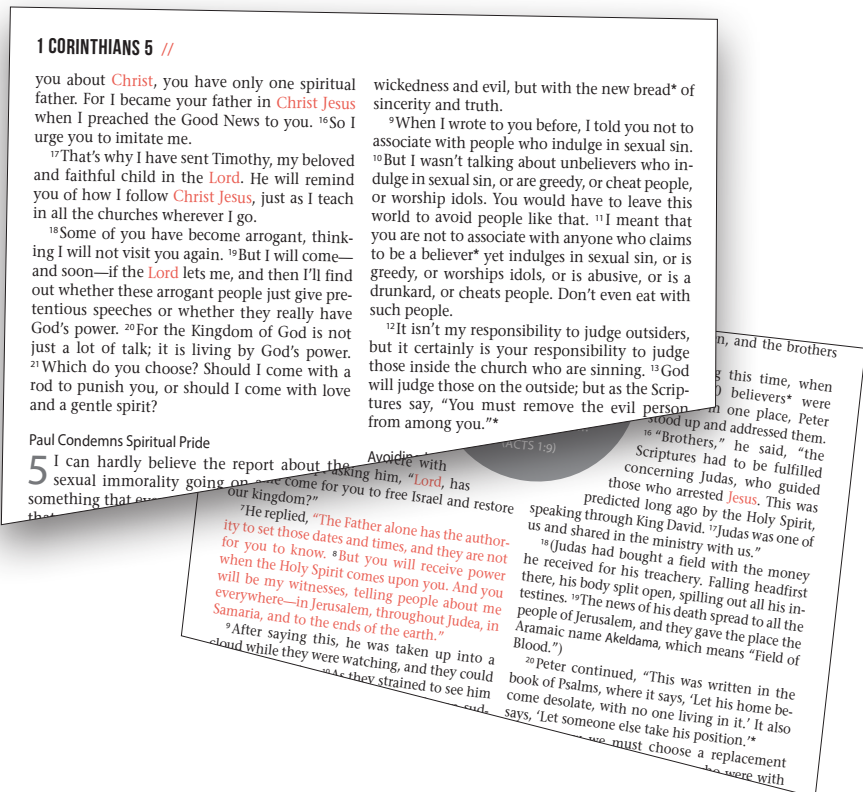 1 CORINTHIANS 5 //
you about Christ, you have only one spiritual
father. For I became your father in Christ Jesus
when I preached the Good News to you. ¹⁶So I
urge you to imitate me.
¹⁷That's why I have sent Timothy, my beloved
and faithful child in the Lord. He will remind
you of how I follow Christ Jesus, just as I teach
in all the churches wherever I go.
¹⁸Some of you have become arrogant, think-
ing I will not visit you again. ¹⁹But I will come—
and soon—if the Lord lets me, and then I'll find
out whether these arrogant people just give pre-
tentious speeches or whether they really have
God's power. ²⁰For the Kingdom of God is not
just a lot of talk; it is living by God's power.
²¹Which do you choose? Should I come with a
rod to punish you, or should I come with love
and a gentle spirit?
Paul Condemns Spiritual Pride
5 I can hardly believe the report about the
sexual immorality going on
something that
wickedness and evil, but with the new bread* of
sincerity and truth.
⁹When I wrote to you before, I told you not to
associate with people who indulge in sexual sin.
¹⁰But I wasn't talking about unbelievers who in-
dulge in sexual sin, or are greedy, or cheat people,
or worship idols. You would have to leave this
world to avoid people like that. ¹¹I meant that
you are not to associate with anyone who claims
to be a believer* yet indulges in sexual sin, or is
greedy, or worships idols, or is abusive, or is a
drunkard, or cheats people. Don't even eat with
such people.
¹²It isn't my responsibility to judge outsiders,
but it certainly is your responsibility to judge
those inside the church who are sinning. ¹³God
will judge those on the outside; but as the Scrip-
tures say, "You must remove the evil person
from among you."*
with
asking him, "Lord, has
come for you to free Israel and restore
our kingdom?"
⁷He replied, "The Father alone has the author-
ity to set those dates and times, and they are not
for you to know. ⁸But you will receive power
when the Holy Spirit comes upon you. And you
will be my witnesses, telling people about me
everywhere—in Jerusalem, throughout Judea, in
Samaria, and to the ends of the earth."
⁹After saying this, he was taken up into a
cloud while they were watching, and they could
¹⁰As they strained to see him
(ACTS 1:9)
and the brothers
this time, when
believers* were
in one place, Peter
stood up and addressed them.
¹⁶"Brothers," he said, "the
Scriptures had to be fulfilled
concerning Judas, who guided
those who arrested Jesus. This was
predicted long ago by the Holy Spirit,
speaking through King David. ¹⁷Judas was one of
us and shared in the ministry with us."
¹⁸(Judas had bought a field with the money
he received for his treachery. Falling headfirst
there, his body split open, spilling out all his in-
testines. ¹⁹The news of his death spread to all the
people of Jerusalem, and they gave the place the
Aramaic name Akeldama, which means "Field of
Blood.")
²⁰Peter continued, "This was written in the
book of Psalms, where it says, 'Let his home be-
come desolate, with no one living in it.' It also
says, 'Let someone else take his position.'*
we must choose a replacement
were with